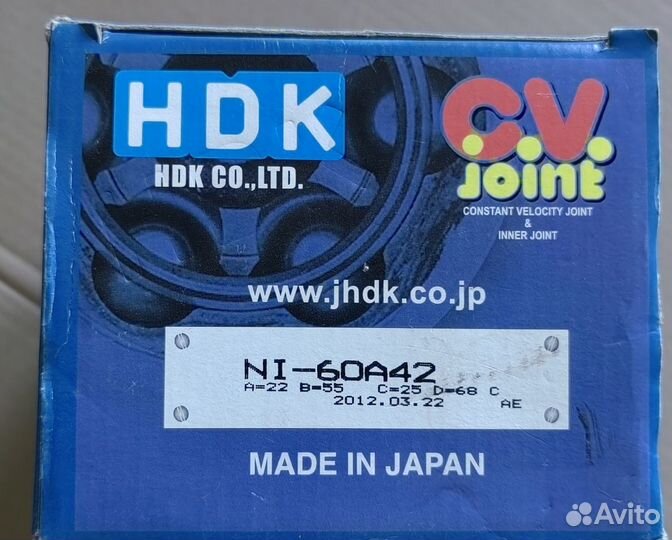 HDK
HDK CO.,LTD.
CV
joint
CONSTANT VELOCITY JOINT
&
INNER JOINT
www.jhdk.co.jp
NI-60A42
A=22 B=55 C=25 D=68 C
2012.03.22 AE
MADE IN JAPAN
Avito